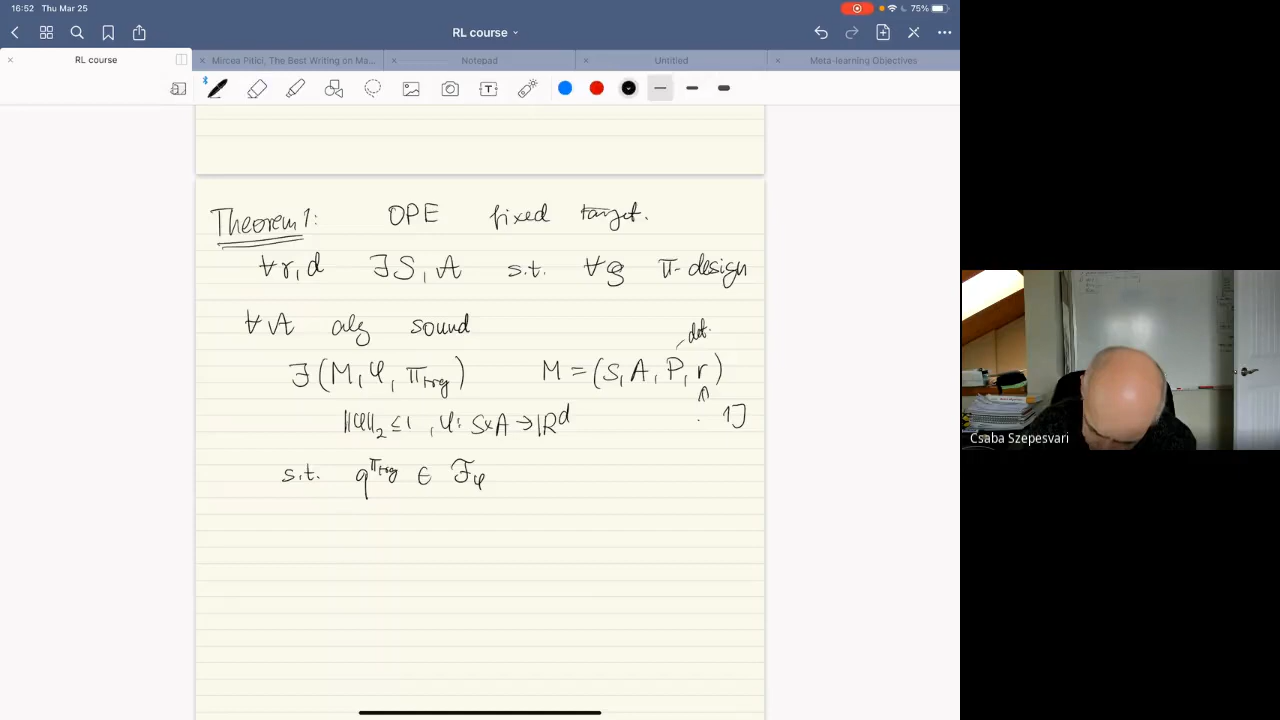 16:52 Thu Mar 25
75%
RL course
RL course
Mircea Pitici, The Best Writing on Ma...
Notepad
Untitled
Meta-learning Objectives
Theorem 1: OPE fixed target.
∀γ, d ∃S, A s.t. ∀ π-design
∀A alg sound
det.
∃(M, φ, π_trg) M = (S, A, P, r)
‖φ‖₂ ≤ 1, φ: S×A → ℝ^d 1]
s.t. q^{π_trg} ∈ F_φ
Csaba Szepesvari